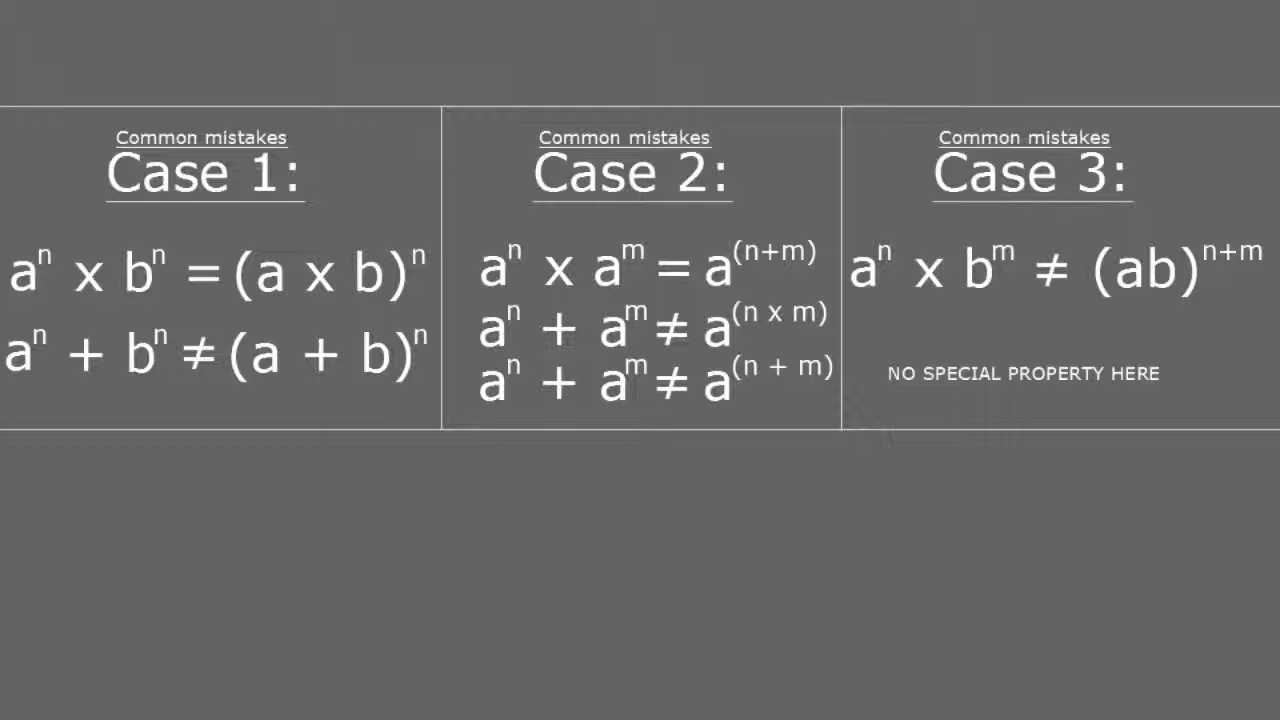 Common mistakes
Case 1:
aⁿ x bⁿ = (a x b)ⁿ
aⁿ + bⁿ ≠ (a + b)ⁿ
Common mistakes
Case 2:
aⁿ x aᵐ = a⁽ⁿ⁺ᵐ⁾
aⁿ + aᵐ ≠ a⁽ⁿ ˣ ᵐ⁾
aⁿ + aᵐ ≠ a⁽ⁿ ⁺ ᵐ⁾
Common mistakes
Case 3:
aⁿ x bᵐ ≠ (ab)ⁿ⁺ᵐ
NO SPECIAL PROPERTY HERE